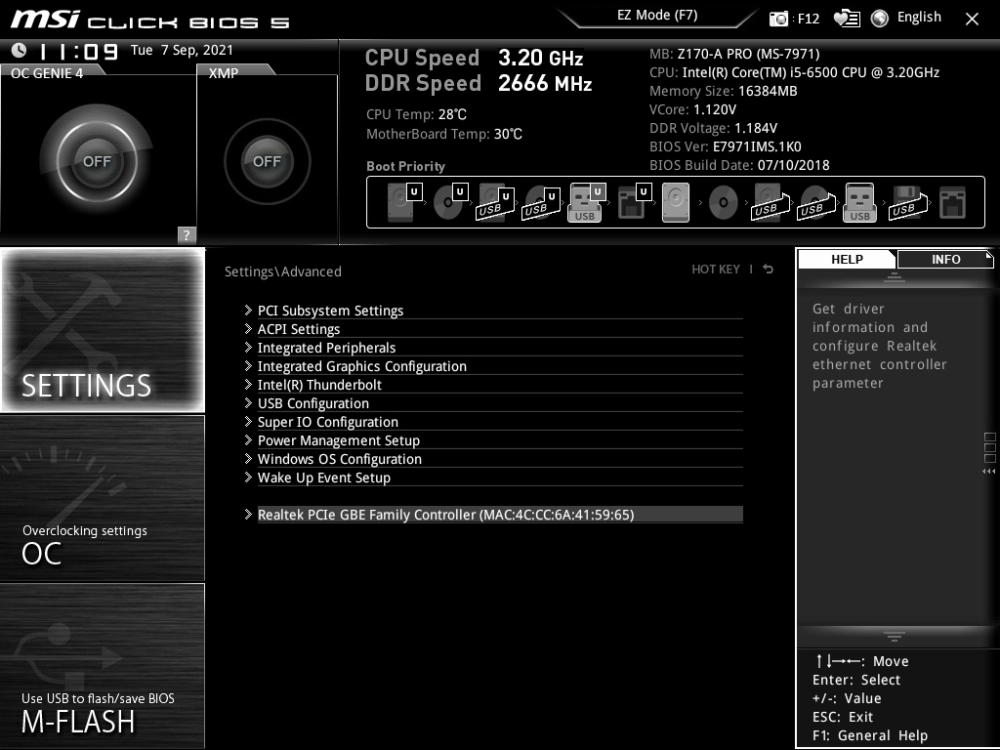 msi CLICK BIOS 5
EZ Mode (F7)
: F12
English
11:09 Tue 7 Sep, 2021
OC GENIE 4
XMP
OFF
OFF
?
CPU Speed 3.20 GHz
DDR Speed 2666 MHz
CPU Temp: 28℃
MotherBoard Temp: 30℃
MB: Z170-A PRO (MS-7971)
CPU: Intel(R) Core(TM) i5-6500 CPU @ 3.20GHz
Memory Size: 16384MB
VCore: 1.120V
DDR Voltage: 1.184V
BIOS Ver: E7971IMS.1K0
BIOS Build Date: 07/10/2018
Boot Priority
U U U U U U
USB USB USB USB USB USB USB
SETTINGS
Overclocking settings
OC
Use USB to flash/save BIOS
M-FLASH
Settings\Advanced
HOT KEY
PCI Subsystem Settings
ACPI Settings
Integrated Peripherals
Integrated Graphics Configuration
Intel(R) Thunderbolt
USB Configuration
Super IO Configuration
Power Management Setup
Windows OS Configuration
Wake Up Event Setup
Realtek PCIe GBE Family Controller (MAC:4C:CC:6A:41:59:65)
HELP
INFO
Get driver
information and
configure Realtek
ethernet controller
parameter
↑↓→←: Move
Enter: Select
+/-: Value
ESC: Exit
F1: General Help